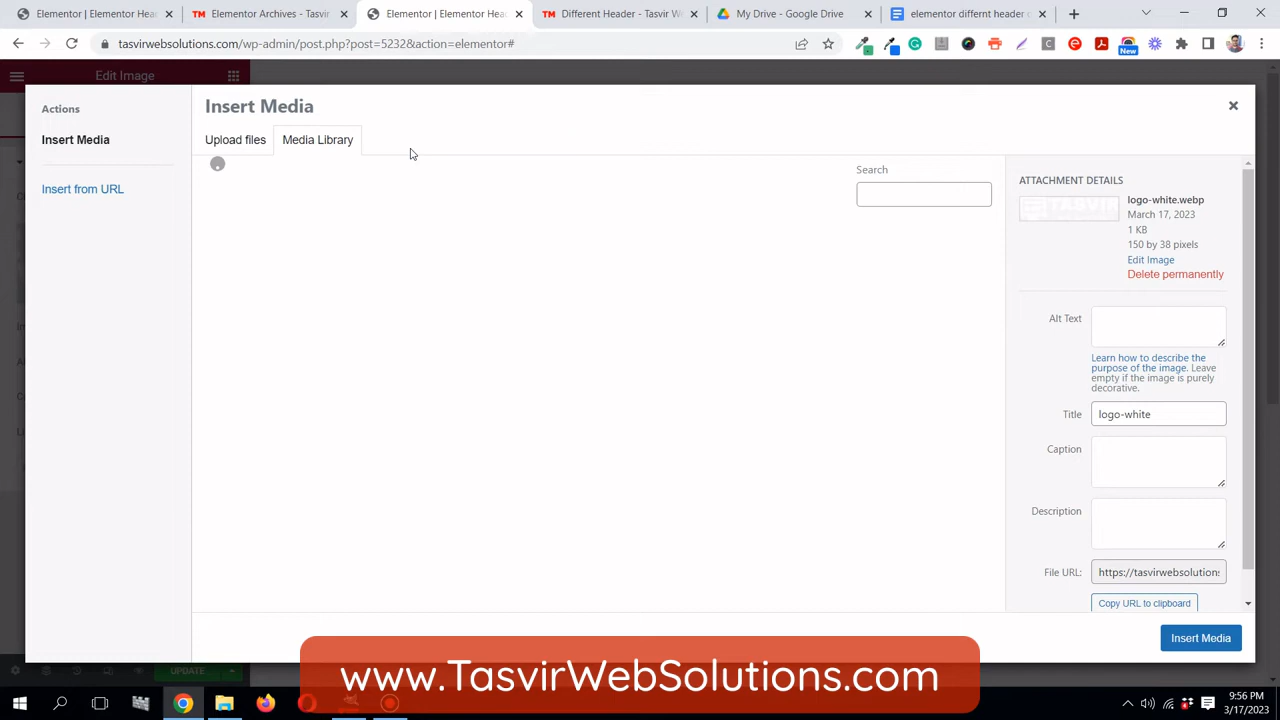 Elementor | Elementor Hea
Elementor Archives - Tasvir
Elementor | Elementor Hea
Different Header - Tasvir W
My Drive - Google Drive
elementor differnt header
tasvirwebsolutions.com/wp-admin/post.php?post=5232&action=elementor#
New
Edit Image
Actions
Insert Media
Insert from URL
Insert Media
Upload files
Media Library
Search
ATTACHMENT DETAILS
TASVIR
logo-white.webp
March 17, 2023
1 KB
150 by 38 pixels
Edit Image
Delete permanently
Alt Text
Learn how to describe the
purpose of the image. Leave
empty if the image is purely
decorative.
Title
logo-white
Caption
Description
File URL:
https://tasvirwebsolutions
Copy URL to clipboard
Insert Media
UPDATE
www.TasvirWebSolutions.com
9:56 PM
3/17/2023